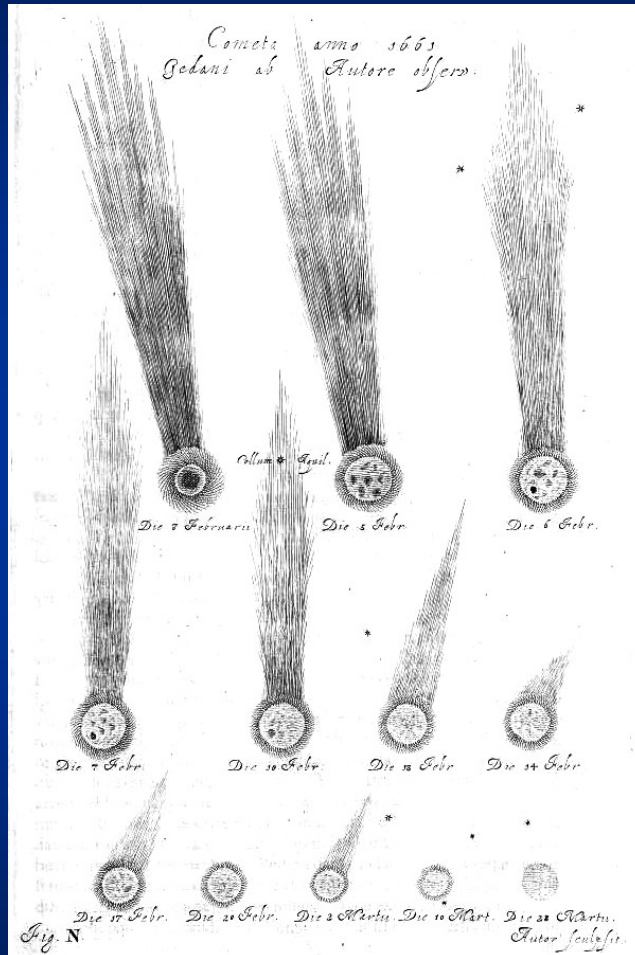 Cometa anno 1661
Gedani ab Autore observ.
Collum Aquil.
Die 3 Februarii
Die 5 Febr.
Die 6 Febr.
Die 7 Febr.
Die 10 Febr.
Die 13 Febr
Die 14 Febr
Die 17 Febr.
Die 20 Febr.
Die 2 Martii.
Die 10 Mart.
Die 28 Martii.
Fig. N
Autor sculpsit.